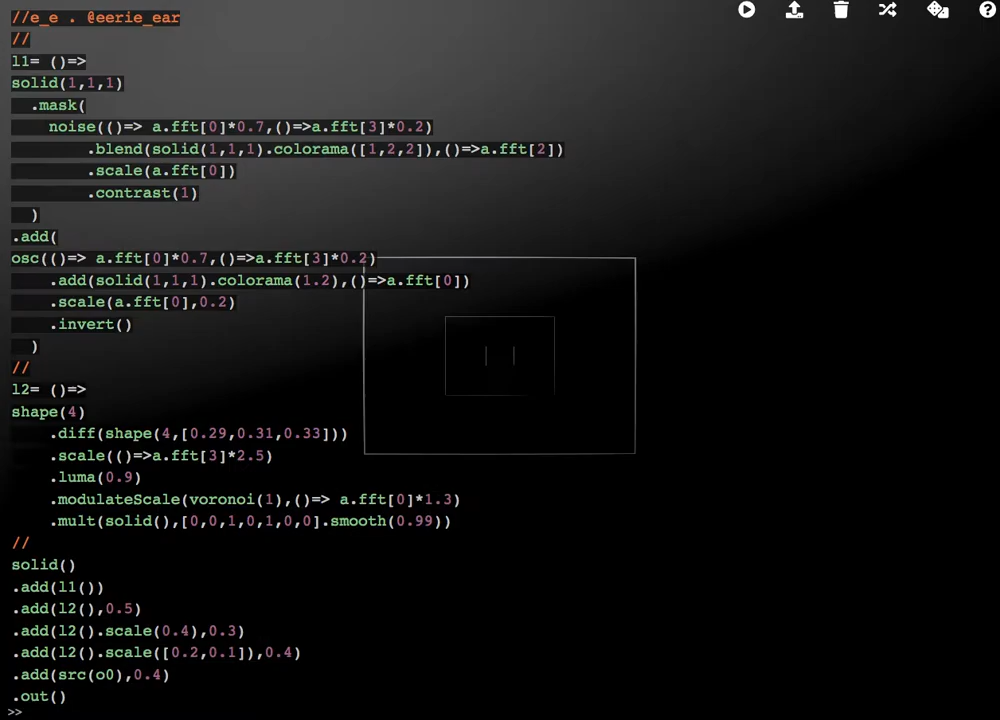 //e_e . @eerie_ear
//
l1= ()=>
solid(1,1,1)
  .mask(
    noise(()=> a.fft[0]*0.7,()=>a.fft[3]*0.2)
        .blend(solid(1,1,1).colorama([1,2,2]),()=>a.fft[2])
        .scale(a.fft[0])
        .contrast(1)
  )
.add(
osc(()=> a.fft[0]*0.7,()=>a.fft[3]*0.2)
    .add(solid(1,1,1).colorama(1.2),()=>a.fft[0])
    .scale(a.fft[0],0.2)
    .invert()
  )
//
l2= ()=>
shape(4)
    .diff(shape(4,[0.29,0.31,0.33]))
    .scale(()=>a.fft[3]*2.5)
    .luma(0.9)
    .modulateScale(voronoi(1),()=> a.fft[0]*1.3)
    .mult(solid(),[0,0,1,0,1,0,0].smooth(0.99))
//
solid()
.add(l1())
.add(l2(),0.5)
.add(l2().scale(0.4),0.3)
.add(l2().scale([0.2,0.1]),0.4)
.add(src(o0),0.4)
.out()
>>